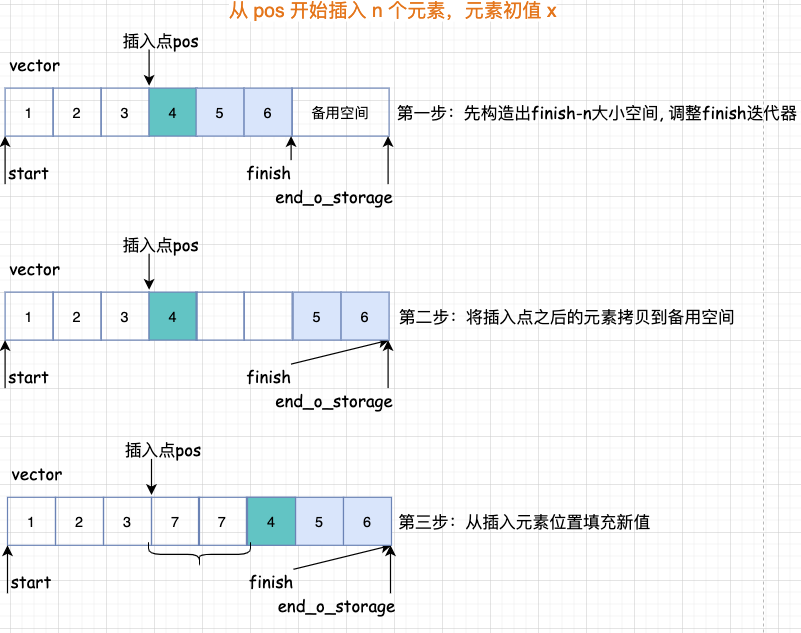 从 pos 开始插入 n 个元素，元素初值 x
插入点pos
vector
1 2 3 4 5 6 备用空间
第一步：先构造出finish-n大小空间, 调整finish迭代器
start
finish
end_o_storage
插入点pos
vector
1 2 3 4 5 6
第二步：将插入点之后的元素拷贝到备用空间
start
finish
end_o_storage
插入点pos
vector
1 2 3 7 7 4 5 6
第三步：从插入元素位置填充新值
start
finish
end_o_storage